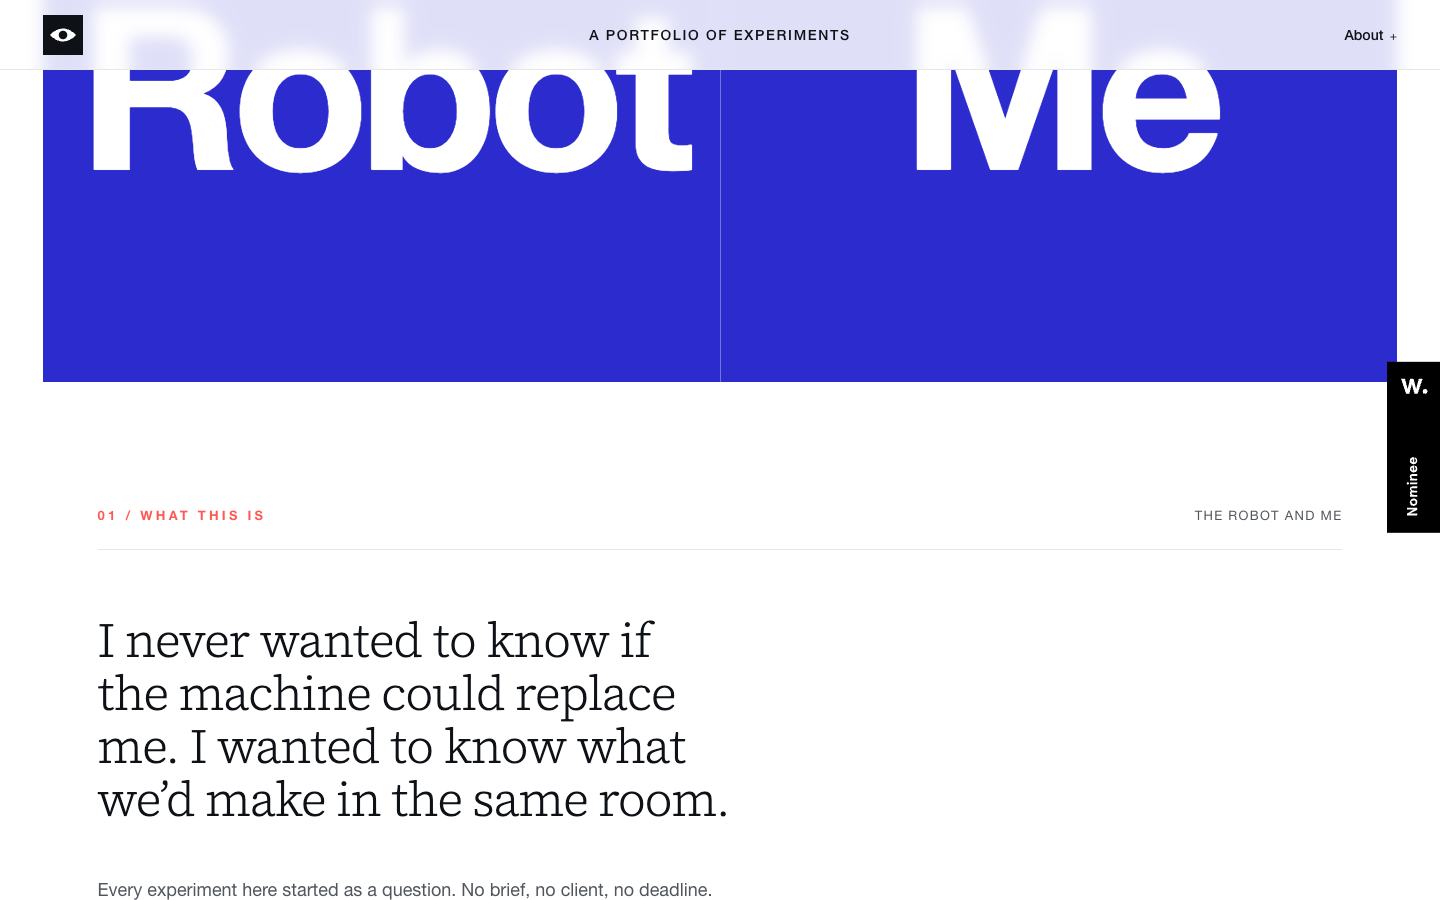 A PORTFOLIO OF EXPERIMENTS
About +
Robot
Me
W.
Nominee
01 / WHAT THIS IS
THE ROBOT AND ME
I never wanted to know if
the machine could replace
me. I wanted to know what
we’d make in the same room.
Every experiment here started as a question. No brief, no client, no deadline.